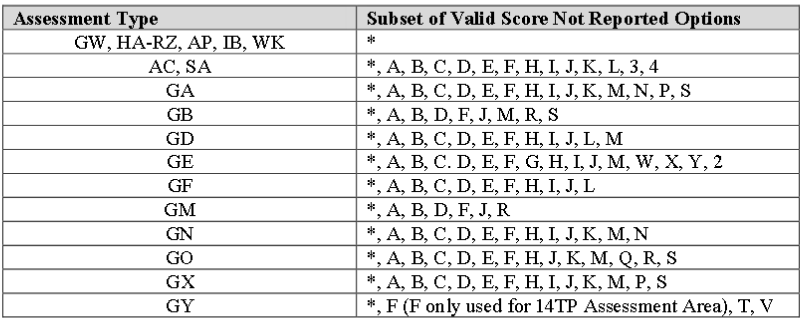 Assessment Type Subset of Valid Score Not Reported Options
GW, HA-RZ, AP, IB, WK *
AC, SA *, A, B, C, D, E, F, H, I, J, K, L, 3, 4
GA *, A, B, C, D, E, F, H, I, J, K, M, N, P, S
GB *, A, B, D, F, J, M, R, S
GD *, A, B, C, D, E, F, H, I, J, L, M
GE *, A, B, C. D, E, F, G, H, I, J, M, W, X, Y, 2
GF *, A, B, C, D, E, F, H, I, J, L
GM *, A, B, D, F, J, R
GN *, A, B, C, D, E, F, H, I, J, K, M, N
GO *, A, B, C, D, E, F, H, J, K, M, Q, R, S
GX *, A, B, C, D, E, F, H, I, J, K, M, P, S
GY *, F (F only used for 14TP Assessment Area), T, V